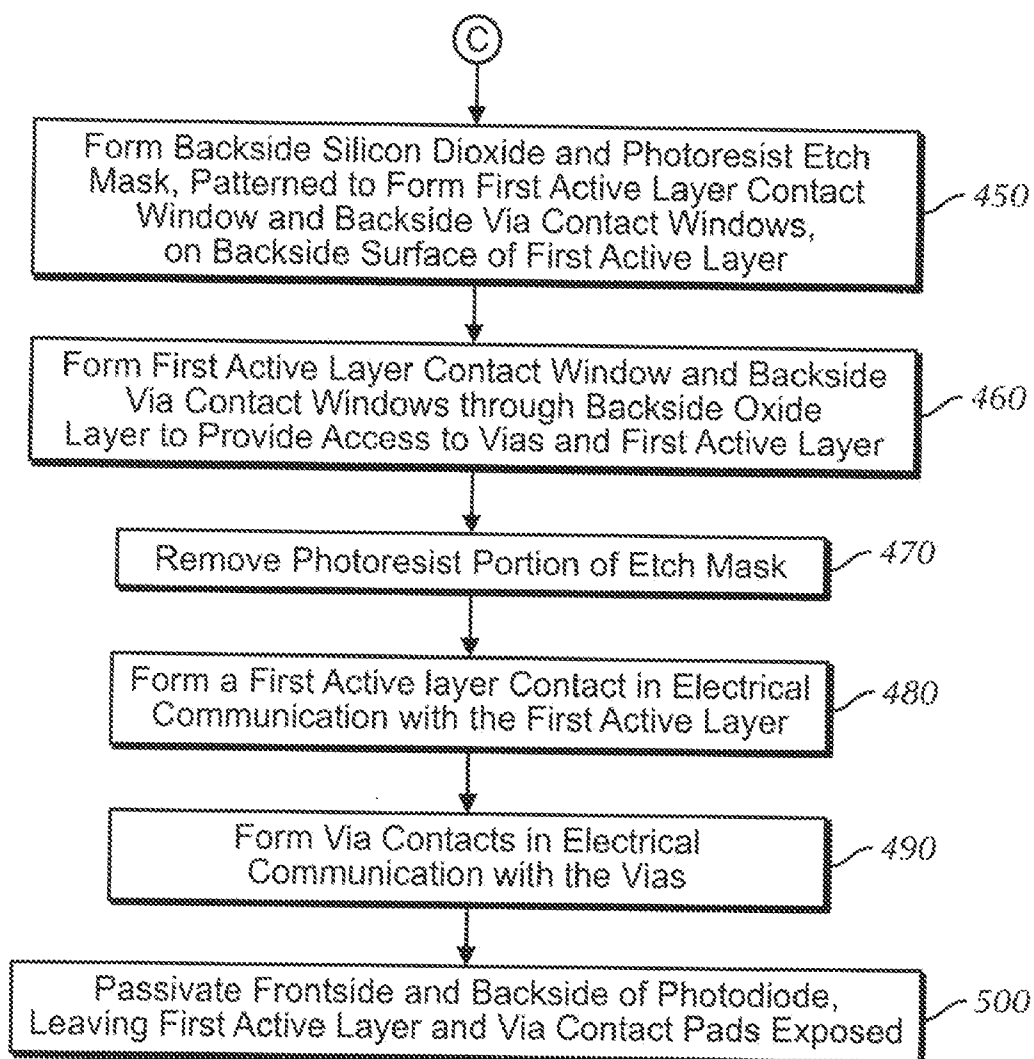 C
Form Backside Silicon Dioxide and Photoresist Etch
Mask, Patterned to Form First Active Layer Contact
Window and Backside Via Contact Windows,
on Backside Surface of First Active Layer
450
Form First Active Layer Contact Window and Backside
Via Contact Windows through Backside Oxide
Layer to Provide Access to Vias and First Active Layer
460
Remove Photoresist Portion of Etch Mask
470
Form a First Active layer Contact in Electrical
Communication with the First Active Layer
480
Form Via Contacts in Electrical
Communication with the Vias
490
Passivate Frontside and Backside of Photodiode,
Leaving First Active Layer and Via Contact Pads Exposed
500